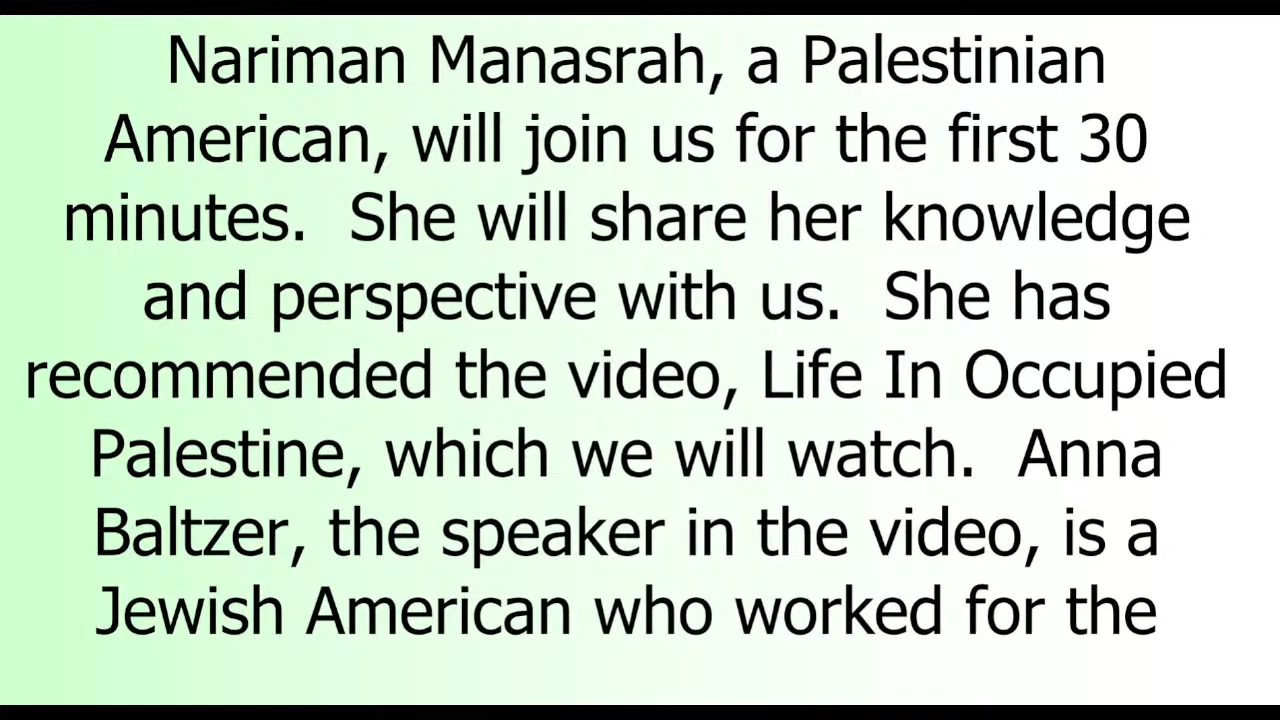 Nariman Manasrah, a Palestinian
American, will join us for the first 30
minutes.  She will share her knowledge
and perspective with us.  She has
recommended the video, Life In Occupied
Palestine, which we will watch.  Anna
Baltzer, the speaker in the video, is a
Jewish American who worked for the